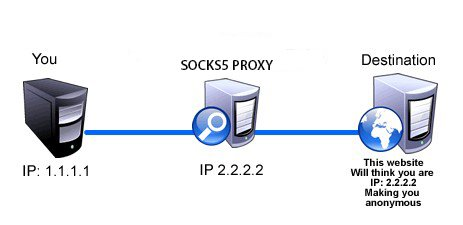 You
SOCKS5 PROXY
Destination
IP: 1.1.1.1
IP 2.2.2.2
This website
Will think you are
IP: 2.2.2.2
Making you
anonymous